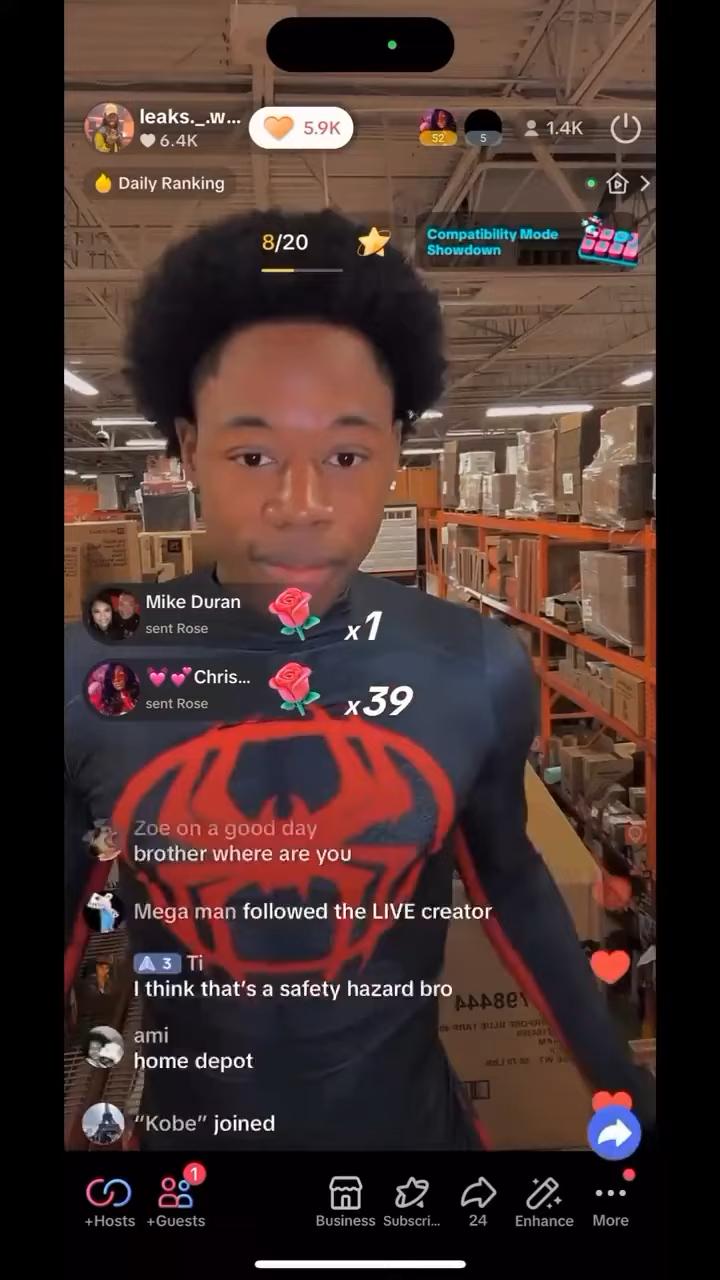 leaks._.w...
5.9K
6.4K
52
5
1.4K
Daily Ranking
8/20
Compatibility Mode
Showdown
Mike Duran
sent Rose
x1
💓💕Chris...
sent Rose
x39
Zoe on a good day
brother where are you
Mega man followed the LIVE creator
3 Ti
I think that's a safety hazard bro
ami
home depot
798444
"Kobe" joined
1
+Hosts
+Guests
Business
Subscri...
24
Enhance
More